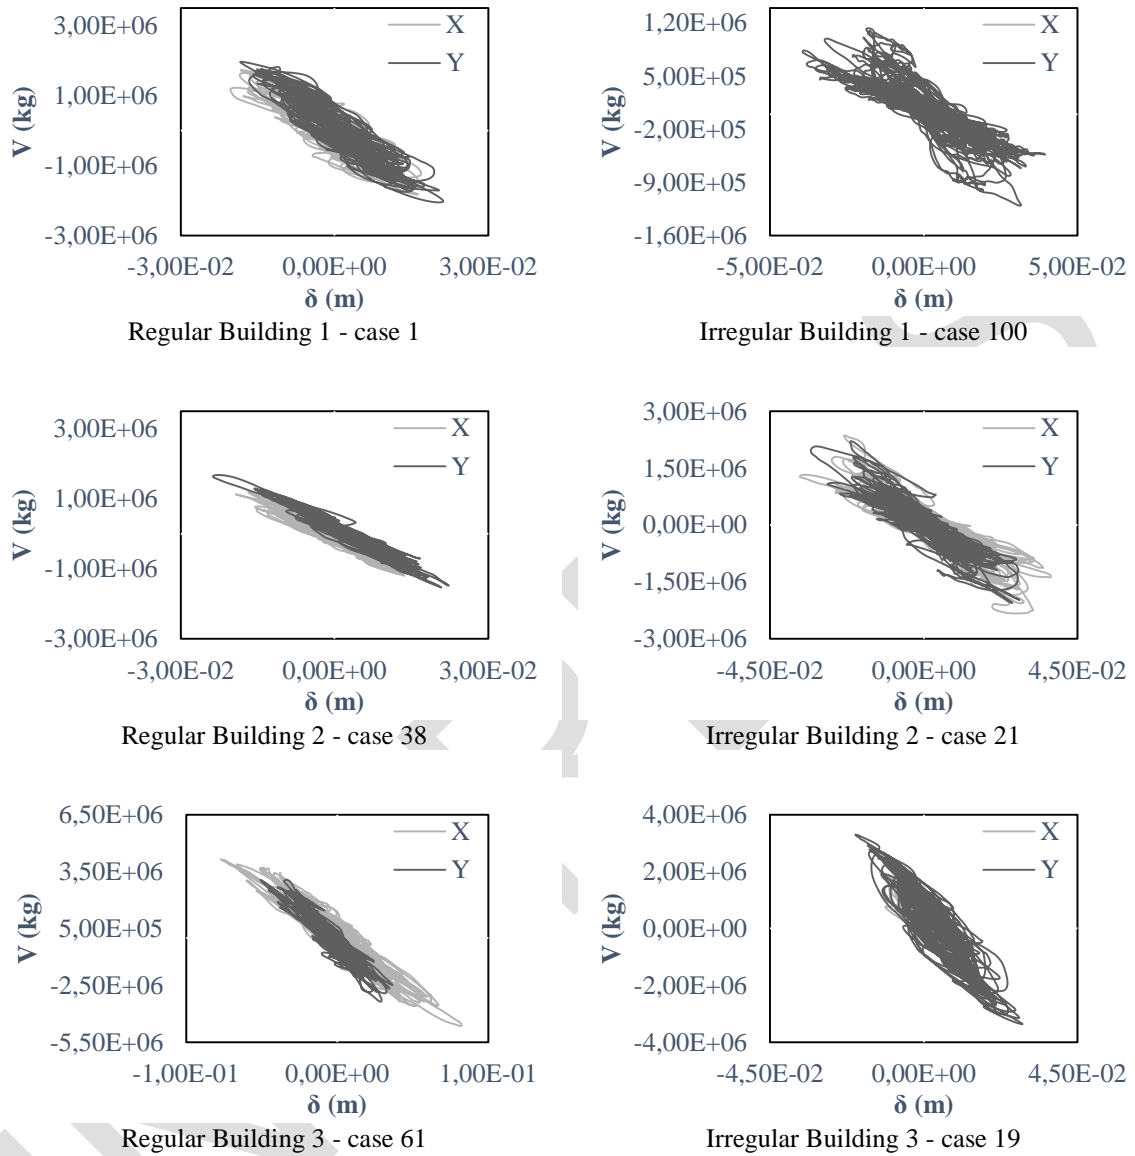 3,00E+06
1,00E+06
-1,00E+06
-3,00E+06
V (kg)
X
Y
-3,00E-02 0,00E+00 3,00E-02
δ (m)
Regular Building 1 - case 1
1,20E+06
5,00E+05
-2,00E+05
-9,00E+05
-1,60E+06
V (kg)
X
Y
-5,00E-02 0,00E+00 5,00E-02
δ (m)
Irregular Building 1 - case 100
3,00E+06
1,00E+06
-1,00E+06
-3,00E+06
V (kg)
X
Y
-3,00E-02 0,00E+00 3,00E-02
δ (m)
Regular Building 2 - case 38
3,00E+06
1,50E+06
0,00E+00
-1,50E+06
-3,00E+06
V (kg)
X
Y
-4,50E-02 0,00E+00 4,50E-02
δ (m)
Irregular Building 2 - case 21
6,50E+06
3,50E+06
5,00E+05
-2,50E+06
-5,50E+06
V (kg)
X
Y
-1,00E-01 0,00E+00 1,00E-01
δ (m)
Regular Building 3 - case 61
4,00E+06
2,00E+06
0,00E+00
-2,00E+06
-4,00E+06
V (kg)
X
Y
-4,50E-02 0,00E+00 4,50E-02
δ (m)
Irregular Building 3 - case 19